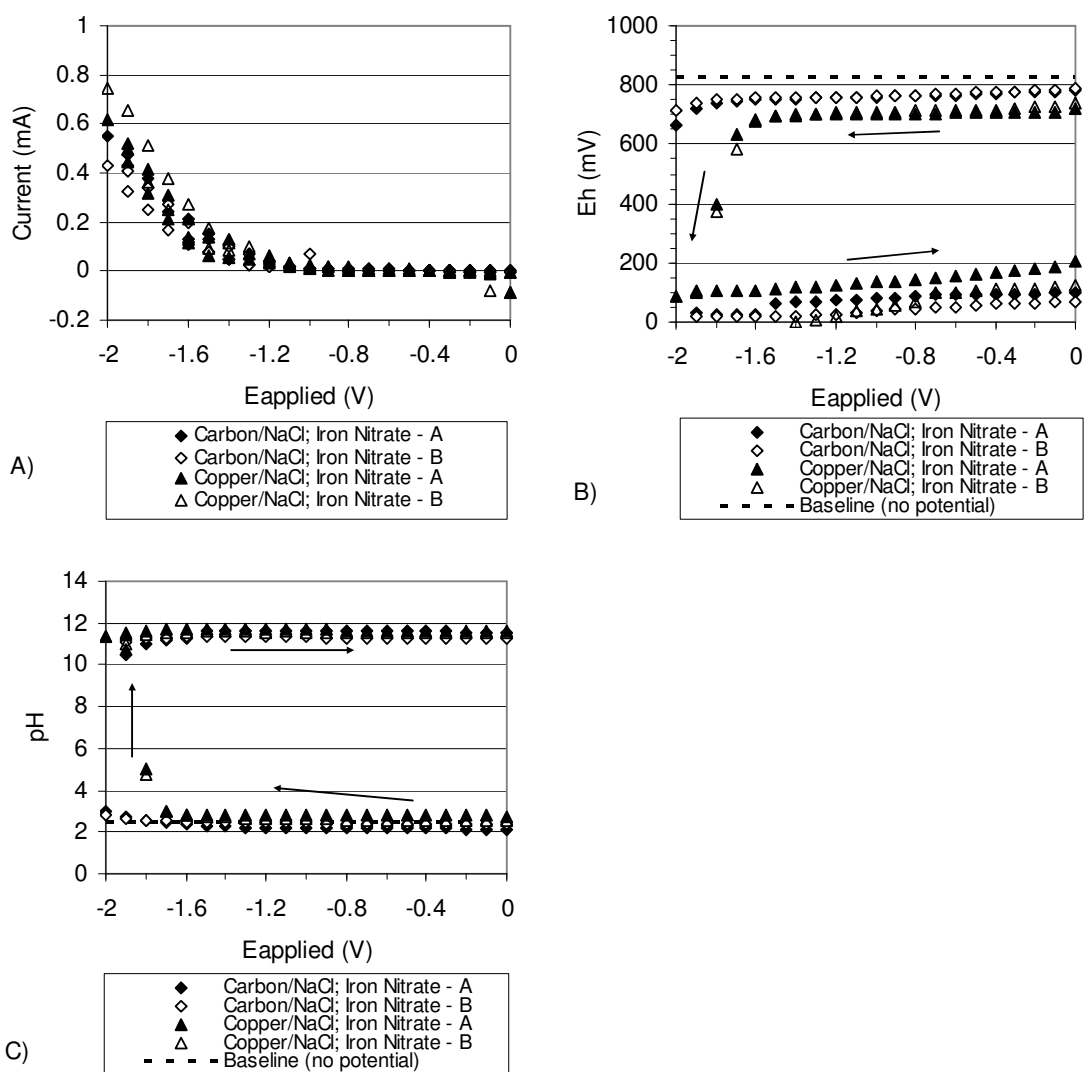 1
0.8
0.6
0.4
0.2
0
-0.2
Current (mA)
-2 -1.6 -1.2 -0.8 -0.4 0
Eapplied (V)
Carbon/NaCl; Iron Nitrate - A
Carbon/NaCl; Iron Nitrate - B
Copper/NaCl; Iron Nitrate - A
Copper/NaCl; Iron Nitrate - B
A)
1000
800
600
400
200
0
Eh (mV)
-2 -1.6 -1.2 -0.8 -0.4 0
Eapplied (V)
Carbon/NaCl; Iron Nitrate - A
Carbon/NaCl; Iron Nitrate - B
Copper/NaCl; Iron Nitrate - A
Copper/NaCl; Iron Nitrate - B
Baseline (no potential)
B)
14
12
10
8
6
4
2
0
pH
-2 -1.6 -1.2 -0.8 -0.4 0
Eapplied (V)
Carbon/NaCl; Iron Nitrate - A
Carbon/NaCl; Iron Nitrate - B
Copper/NaCl; Iron Nitrate - A
Copper/NaCl; Iron Nitrate - B
Baseline (no potential)
C)